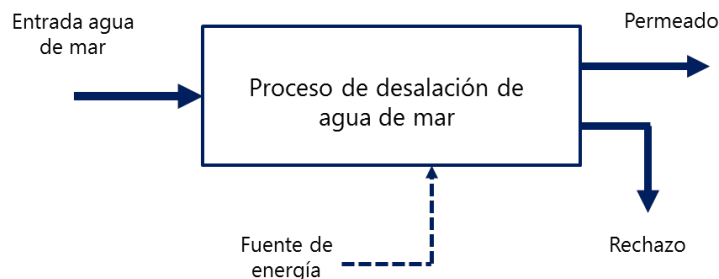 Entrada agua
de mar
Permeado
Proceso de desalación de
agua de mar
Fuente de
energía
Rechazo